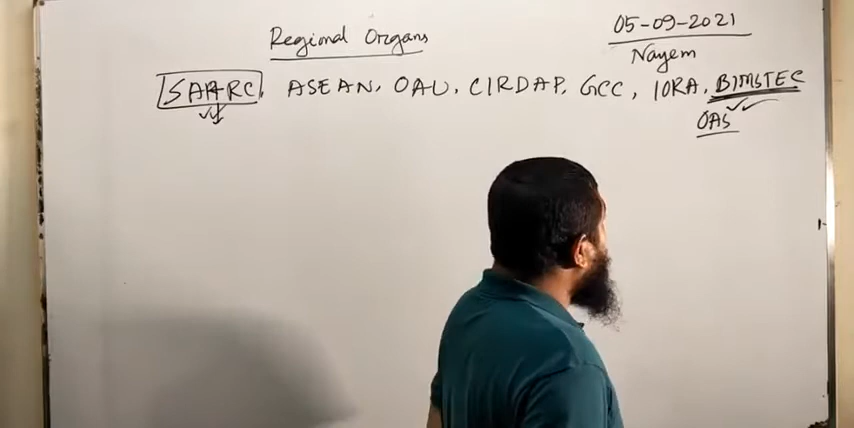 Regional Organs
05-09-2021
Nayem
SAARC, ASEAN, OAU, CIRDAP, GCC, IORA, BIMSTEC
OAS